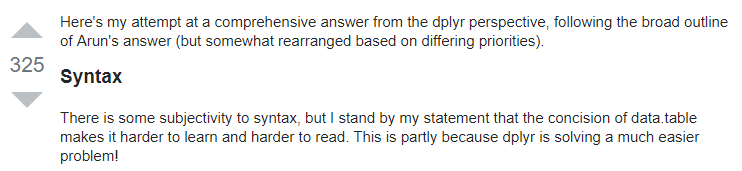 Here's my attempt at a comprehensive answer from the dplyr perspective, following the broad outline
of Arun's answer (but somewhat rearranged based on differing priorities).
325
Syntax
There is some subjectivity to syntax, but I stand by my statement that the concision of data.table
makes it harder to learn and harder to read. This is partly because dplyr is solving a much easier
problem!